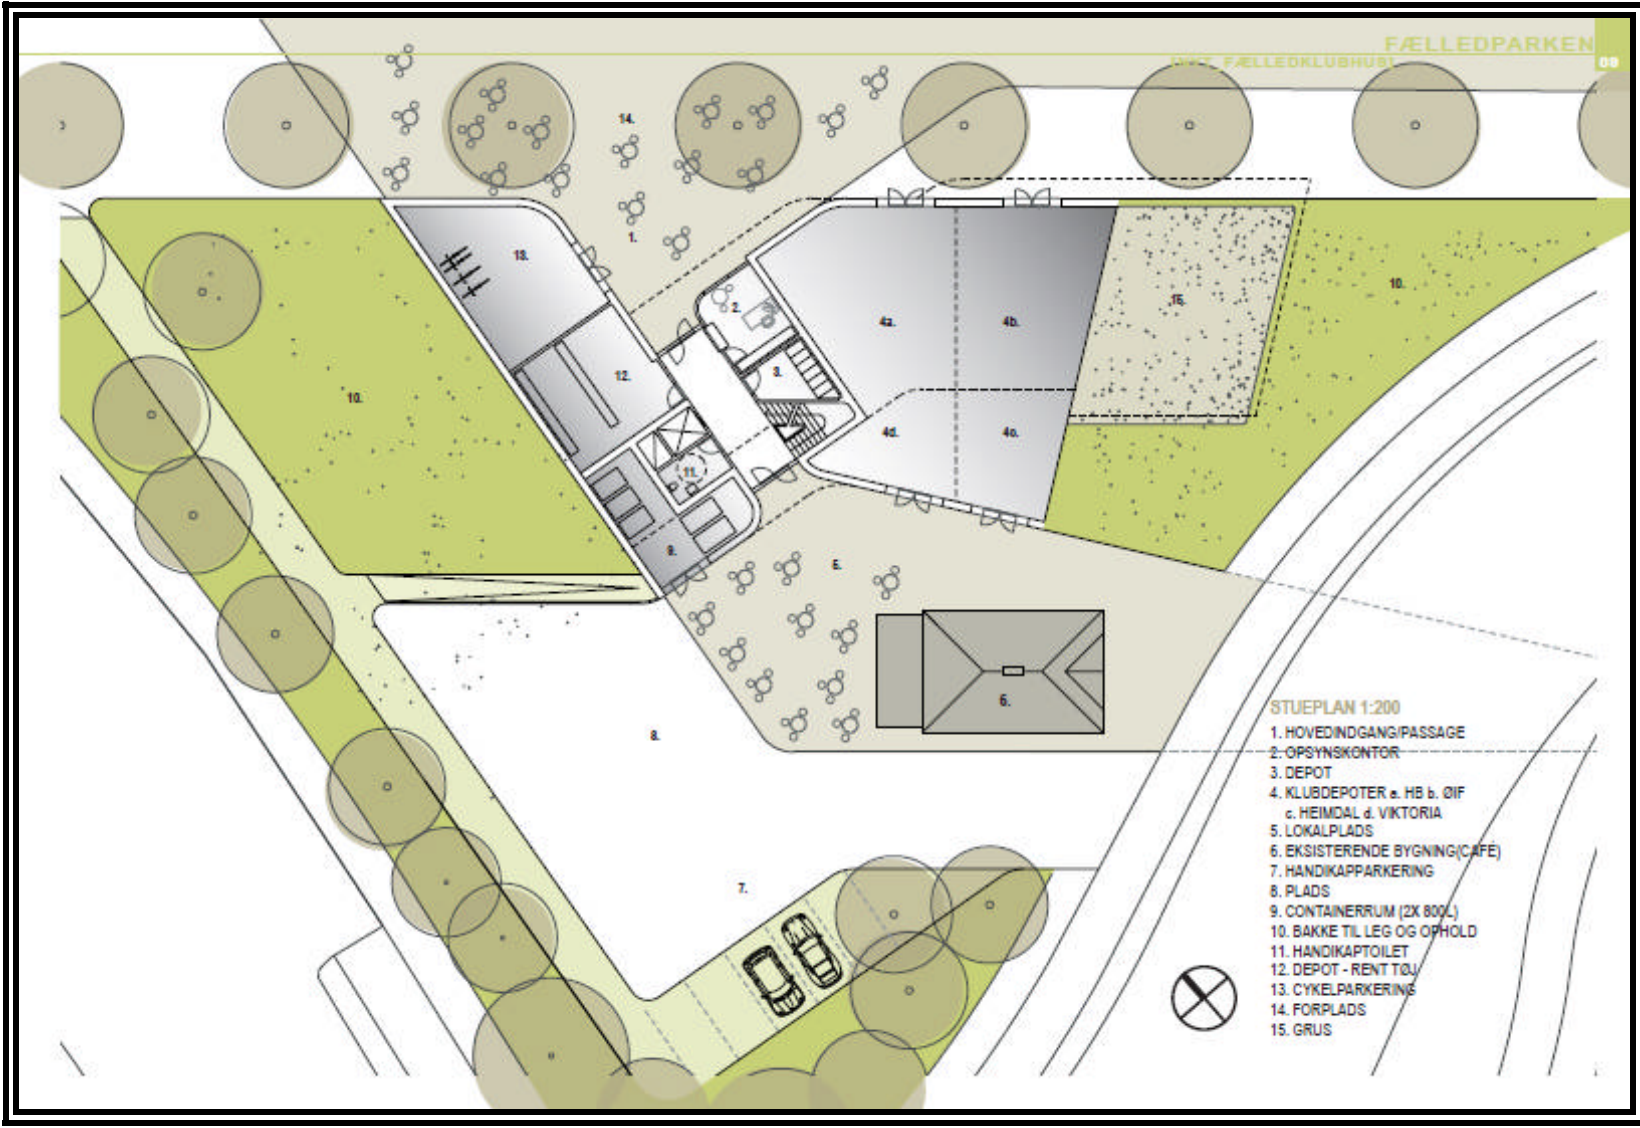 FÆLLEDPARKEN
NYT FÆLLEDKLUBHUS!
08
14.
1.
13.
2.
15.
10.
4a.
4b.
3.
12.
10.
4d.
4c.
11.
9.
5.
6.
8.
7.
STUEPLAN 1:200
1. HOVEDINDGANG/PASSAGE
2. OPSYNSKONTOR
3. DEPOT
4. KLUBDEPOTER a. HB b. ØIF
c. HEIMDAL d. VIKTORIA
5. LOKALPLADS
6. EKSISTERENDE BYGNING(CAFÉ)
7. HANDIKAPPARKERING
8. PLADS
9. CONTAINERRUM (2X 800L)
10. BAKKE TIL LEG OG OPHOLD
11. HANDIKAPTOILET
12. DEPOT - RENT TØJ
13. CYKELPARKERING
14. FORPLADS
15. GRUS